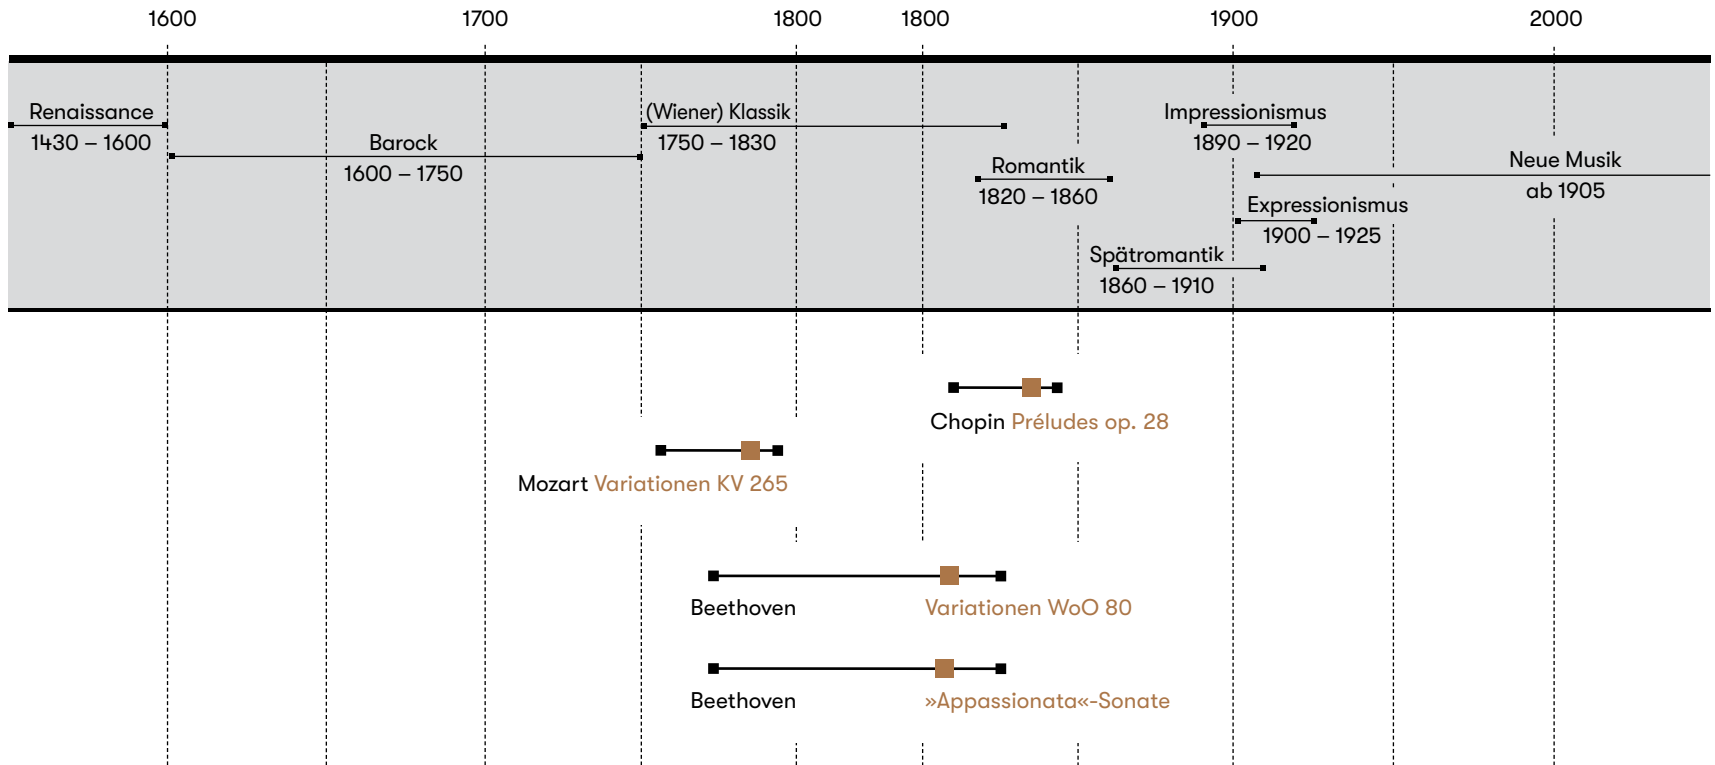 1600 1700 1800 1800 1900 2000
Renaissance
1430 – 1600
Barock
1600 – 1750
(Wiener) Klassik
1750 – 1830
Romantik
1820 – 1860
Impressionismus
1890 – 1920
Neue Musik
ab 1905
Expressionismus
1900 – 1925
Spätromantik
1860 – 1910
Chopin Préludes op. 28
Mozart Variationen KV 265
Beethoven Variationen WoO 80
Beethoven »Appassionata«-Sonate